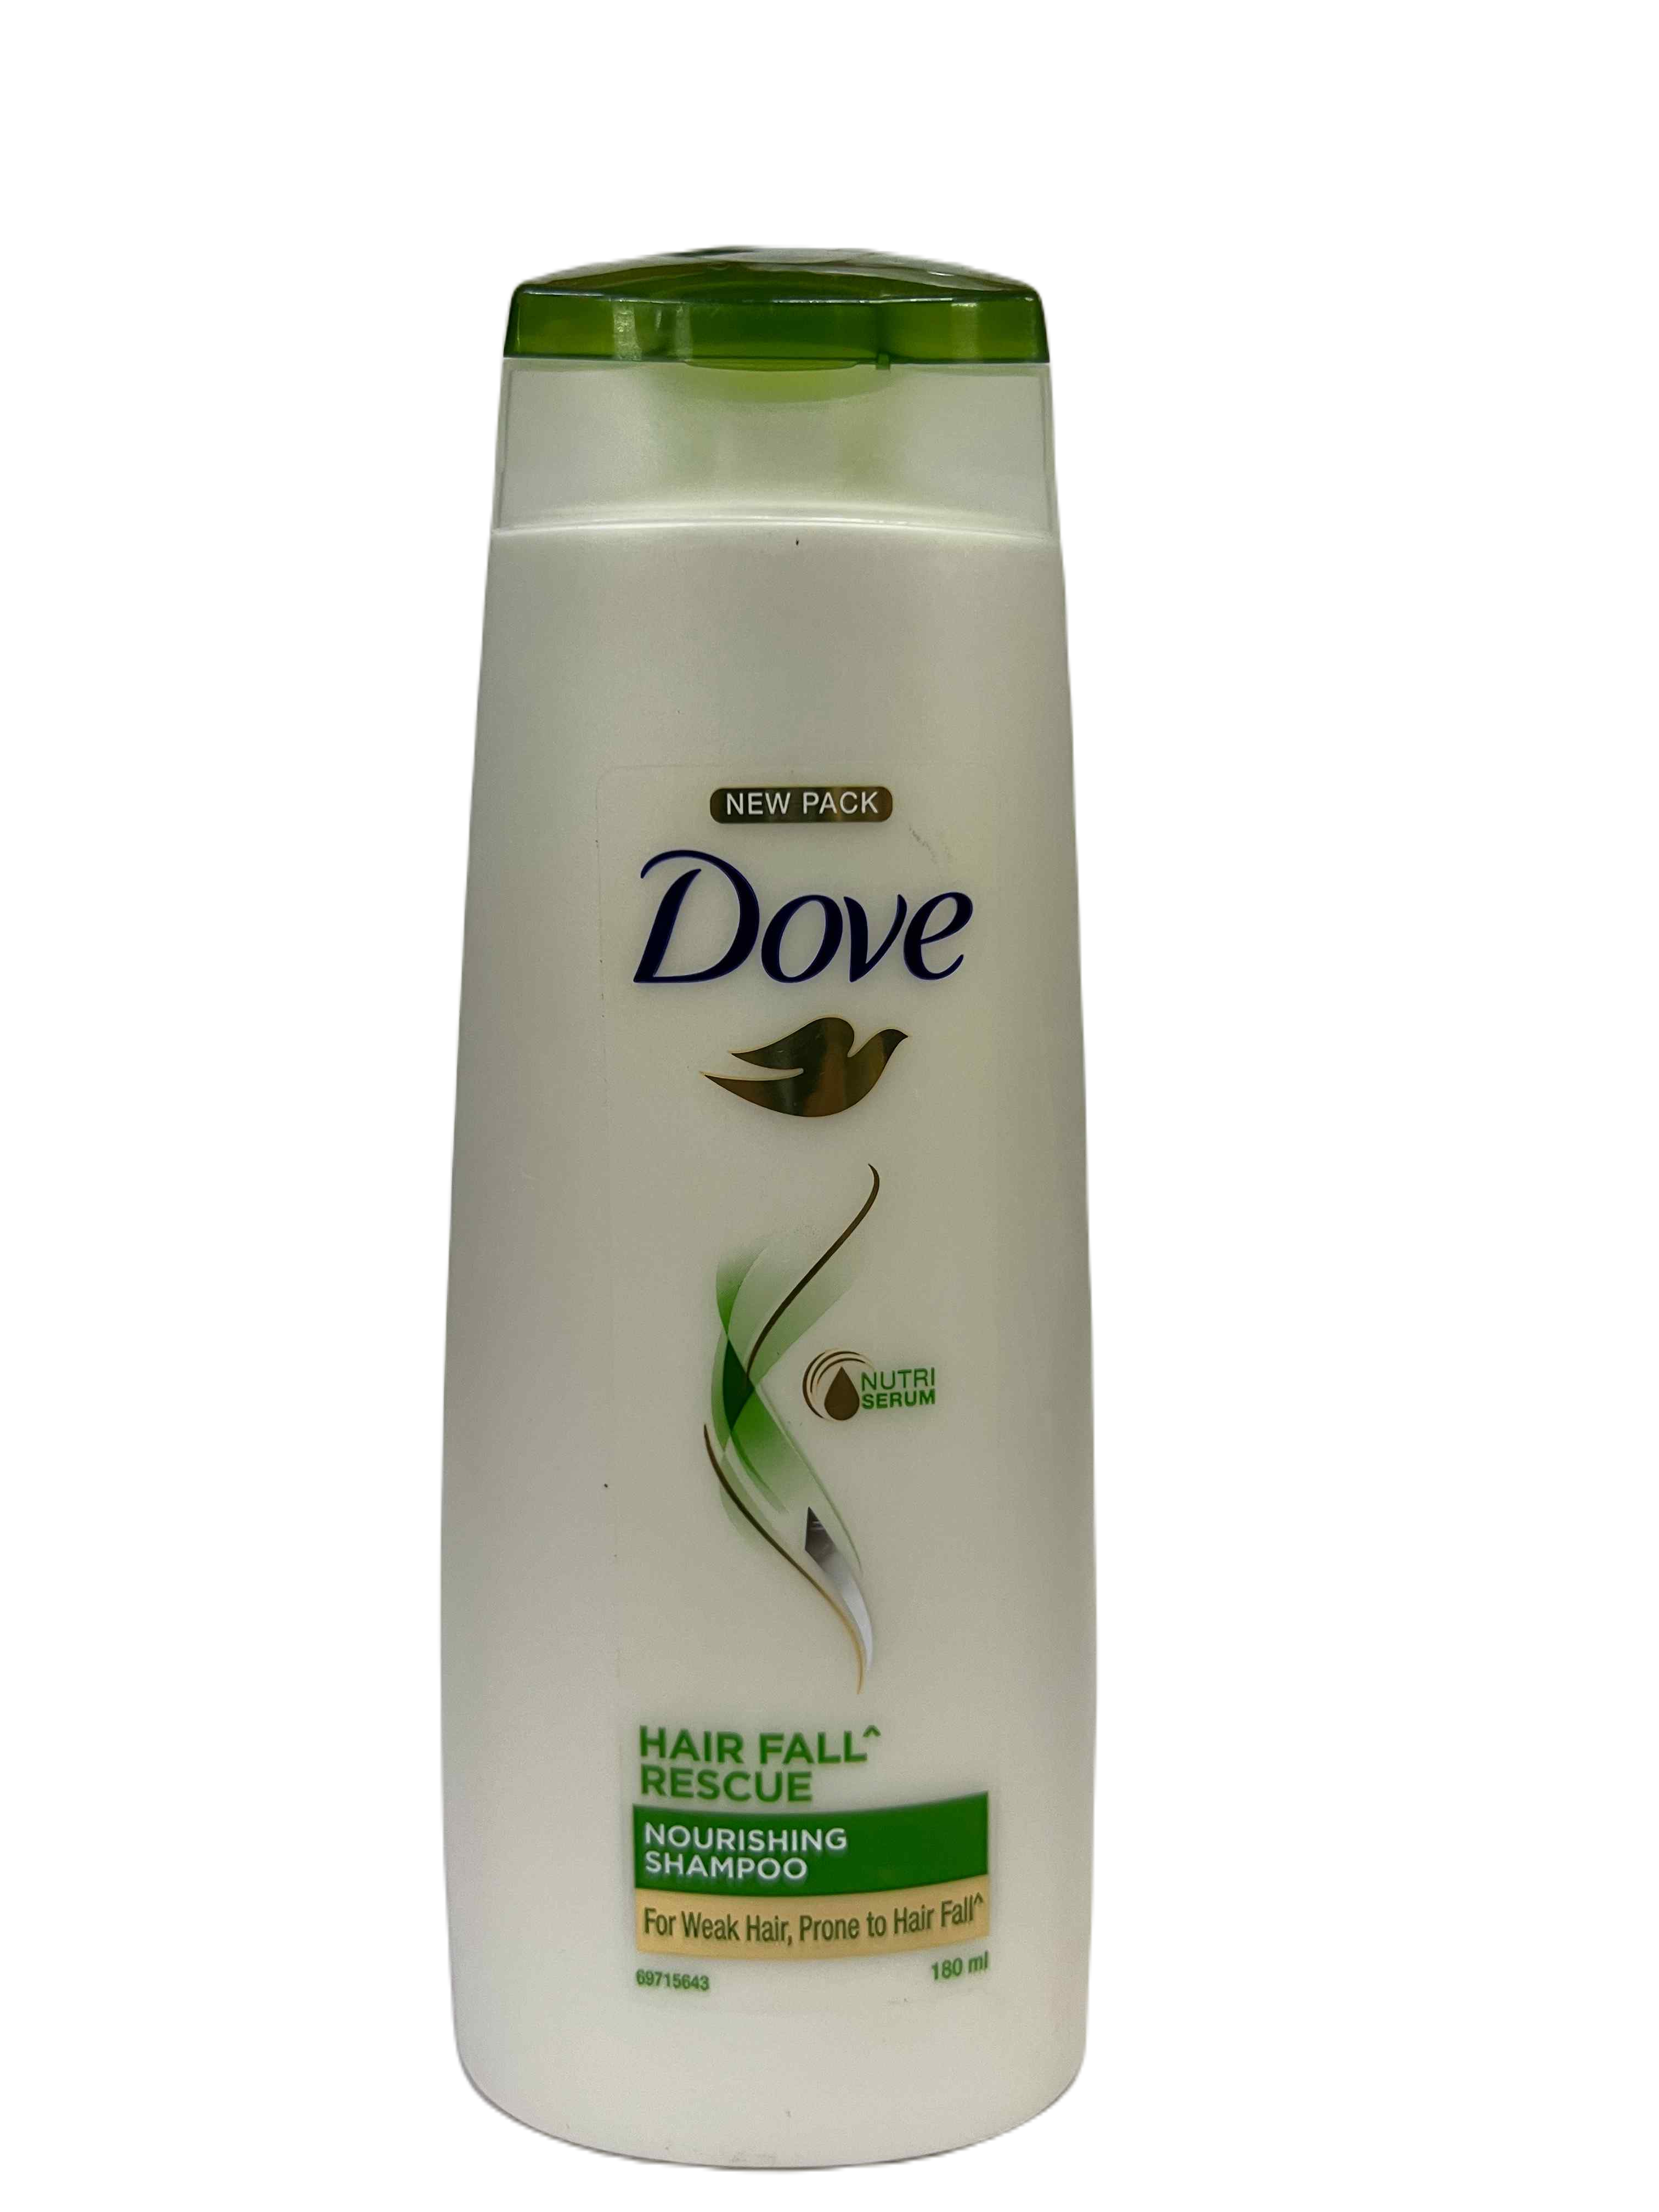 NEW PACK
Dove
NUTRI
SERUM
HAIR FALL^
RESCUE
NOURISHING
SHAMPOO
For Weak Hair, Prone to Hair Fall^
69715643
180 ml